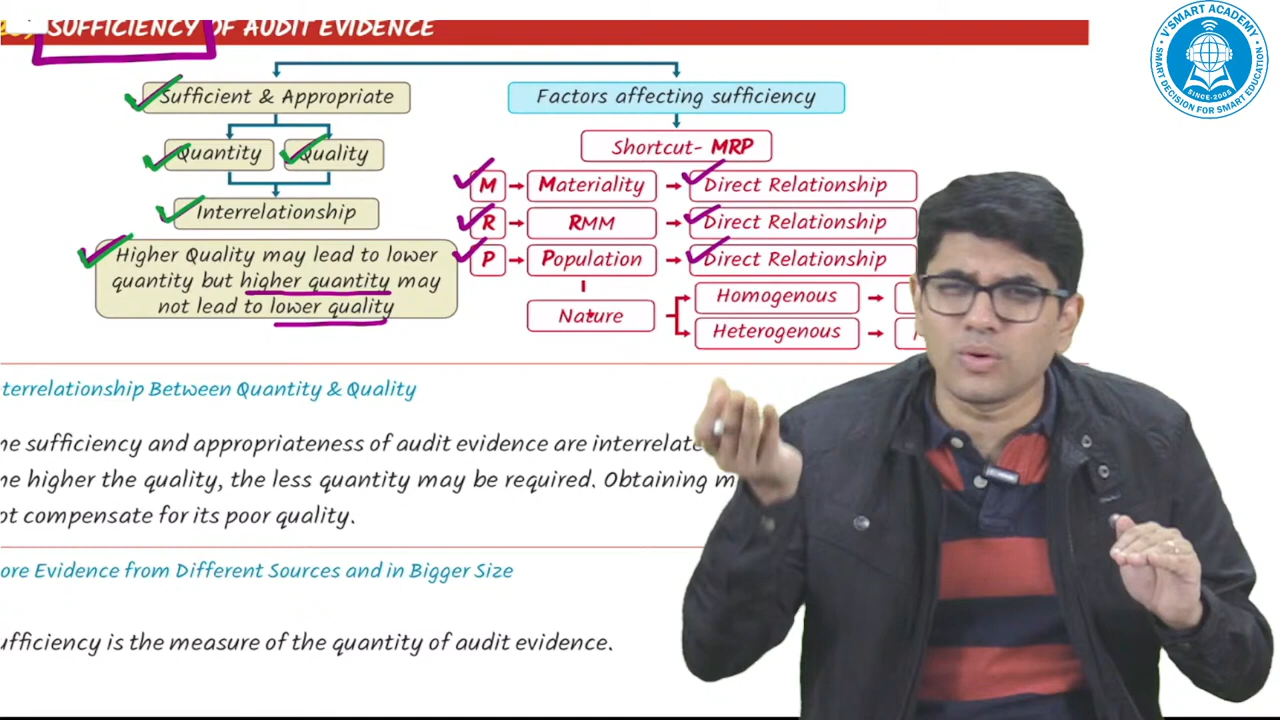 SUFFICIENCY OF AUDIT EVIDENCE
V'SMART ACADEMY
SINCE-2005
SMART DECISION FOR SMART EDUCATION
Sufficient & Appropriate
Quantity
Quality
Interrelationship
Higher Quality may lead to lower
quantity but higher quantity may
not lead to lower quality
Factors affecting sufficiency
Shortcut- MRP
M Materiality Direct Relationship
R RMM Direct Relationship
P Population Direct Relationship
Nature
Homogenous
Heterogenous
terrelationship Between Quantity & Quality
he sufficiency and appropriateness of audit evidence are interrelate
he higher the quality, the less quantity may be required. Obtaining m
ot compensate for its poor quality.
ore Evidence from Different Sources and in Bigger Size
ufficiency is the measure of the quantity of audit evidence.